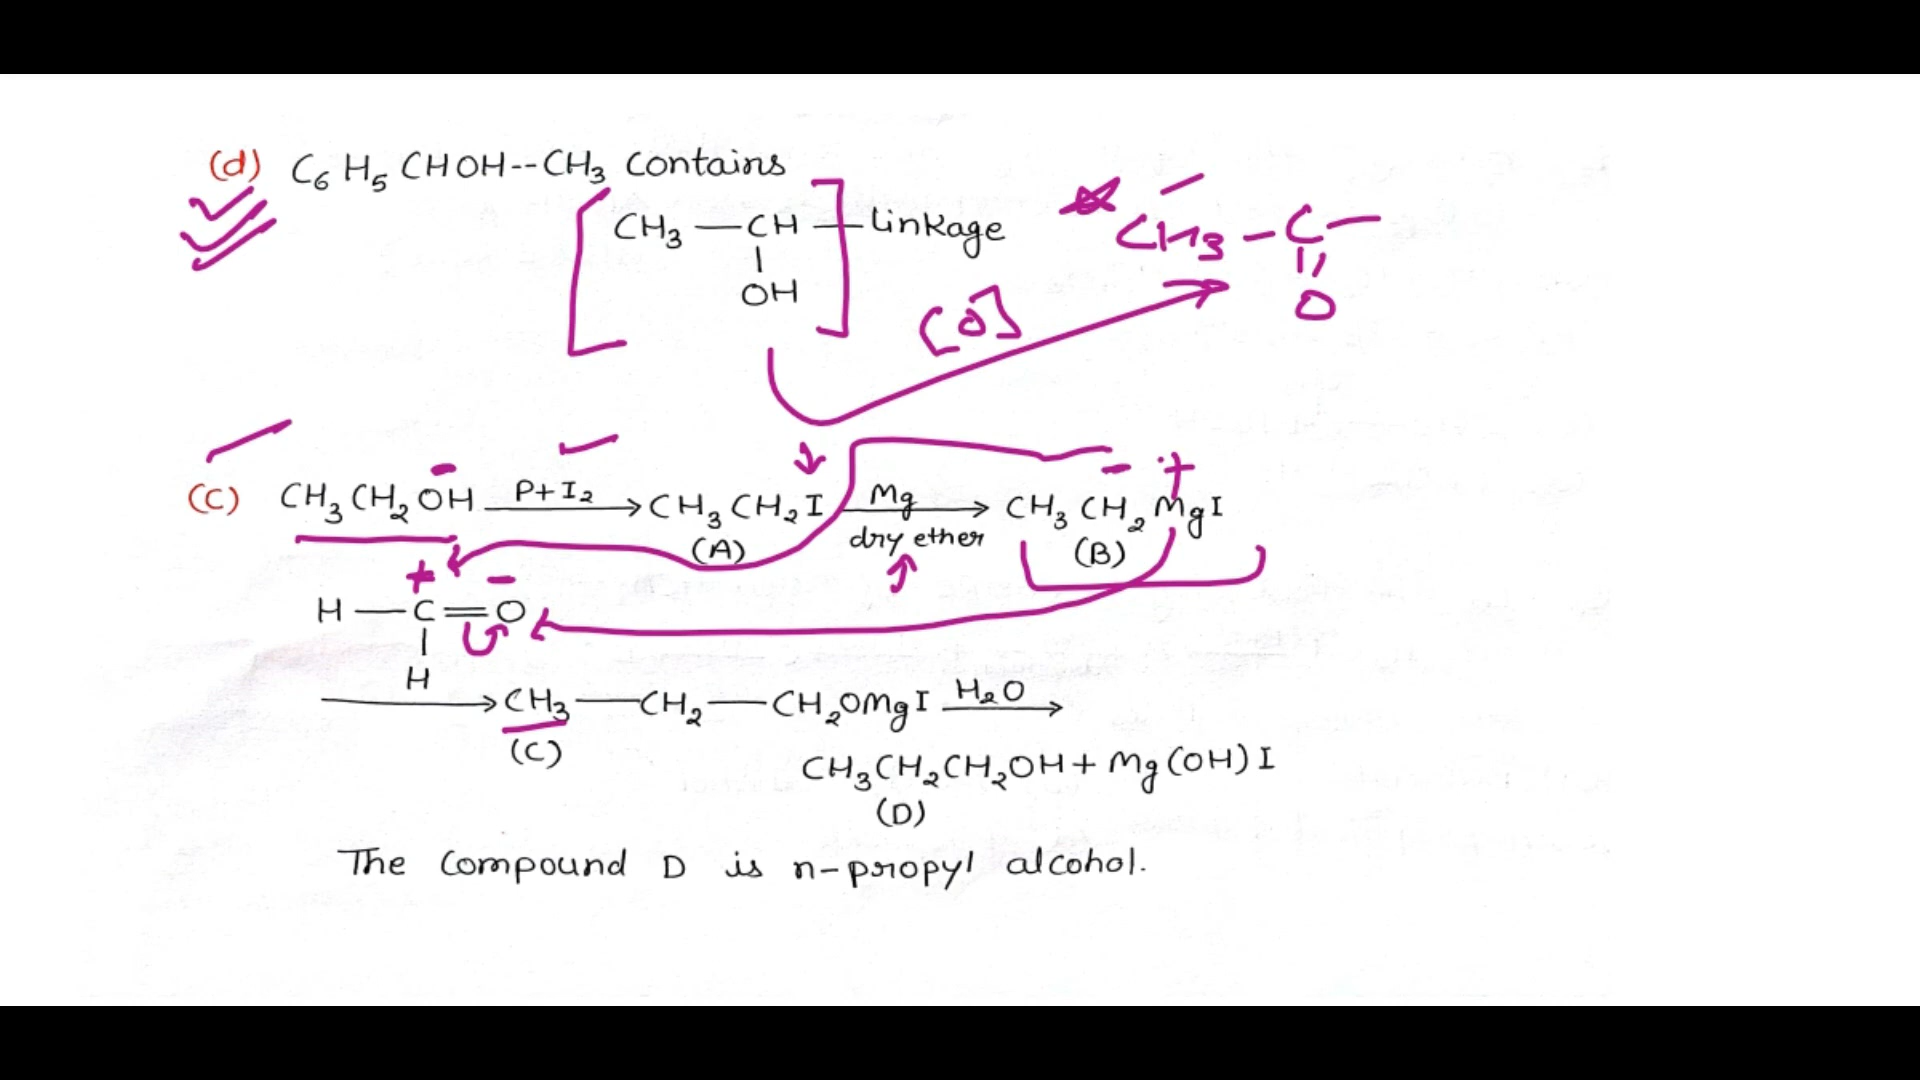 (d) C₆H₅CHOH--CH₃ contains
CH₃ — CH — linkage
|
OH
CH₃ - C -
||
O
[O]
(C) CH₃CH₂OH P+I₂ → CH₃CH₂I Mg dry ether → CH₃CH₂MgI
(A) (B)
- - +
+ -
H — C = O
|
H
→ CH₃ — CH₂ — CH₂OMgI H₂O →
(C)
CH₃CH₂CH₂OH + Mg(OH)I
(D)
The compound D is n-propyl alcohol.